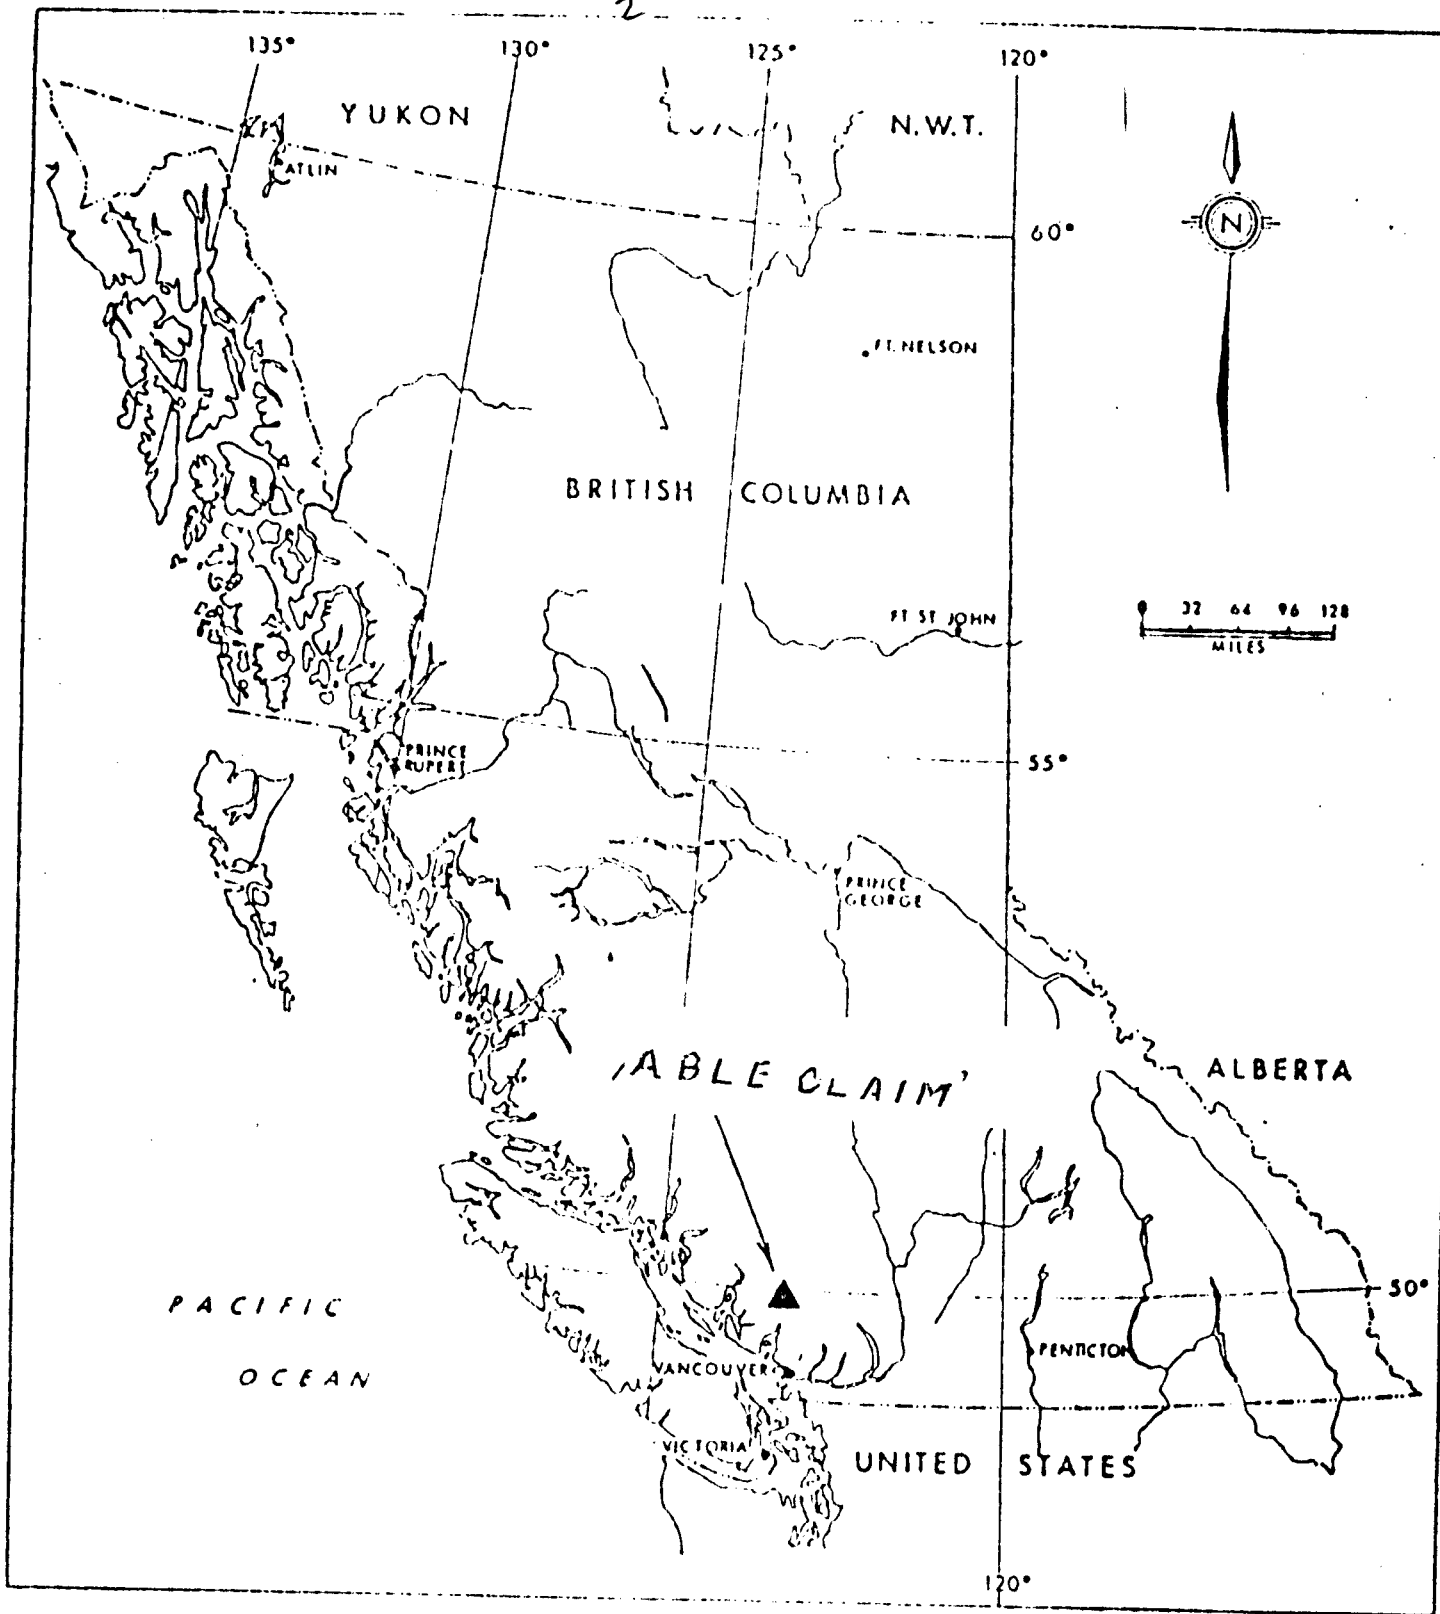 2
135° 130° 125° 120°
YUKON N.W.T.
ATLIN
60°
N
FT. NELSON
BRITISH COLUMBIA
FT ST JOHN
0 32 64 96 128
MILES
PRINCE
RUPERT
55°
PRINCE
GEORGE
'ABLE CLAIM'
ALBERTA
PACIFIC
OCEAN
50°
PENTICTON
VANCOUVER
VICTORIA
UNITED STATES
120°